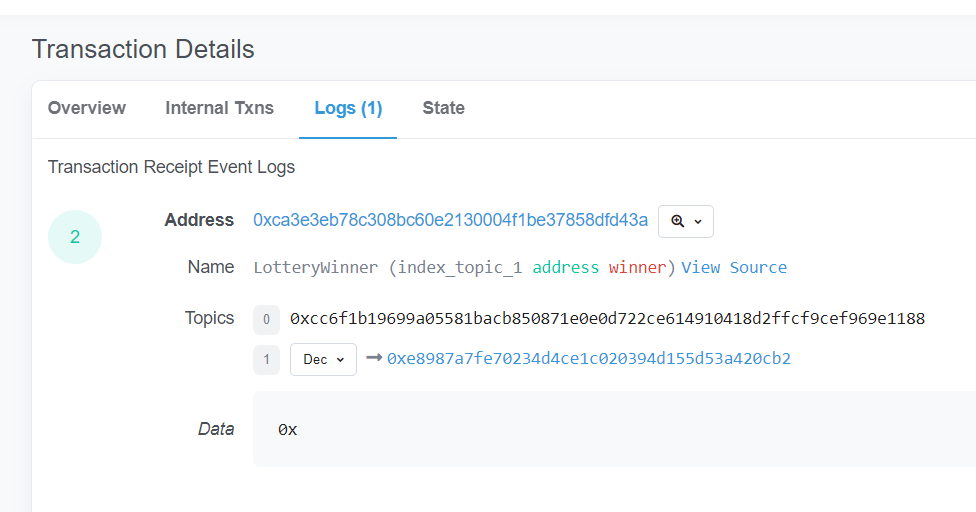 Transaction Details
Overview Internal Txns Logs (1) State
Transaction Receipt Event Logs
2
Address 0xca3e3eb78c308bc60e2130004f1be37858dfd43a
Name LotteryWinner (index_topic_1 address winner) View Source
Topics 0 0xcc6f1b19699a05581bacb850871e0e0d722ce614910418d2ffcf9cef969e1188
1 Dec → 0xe8987a7fe70234d4ce1c020394d155d53a420cb2
Data 0x